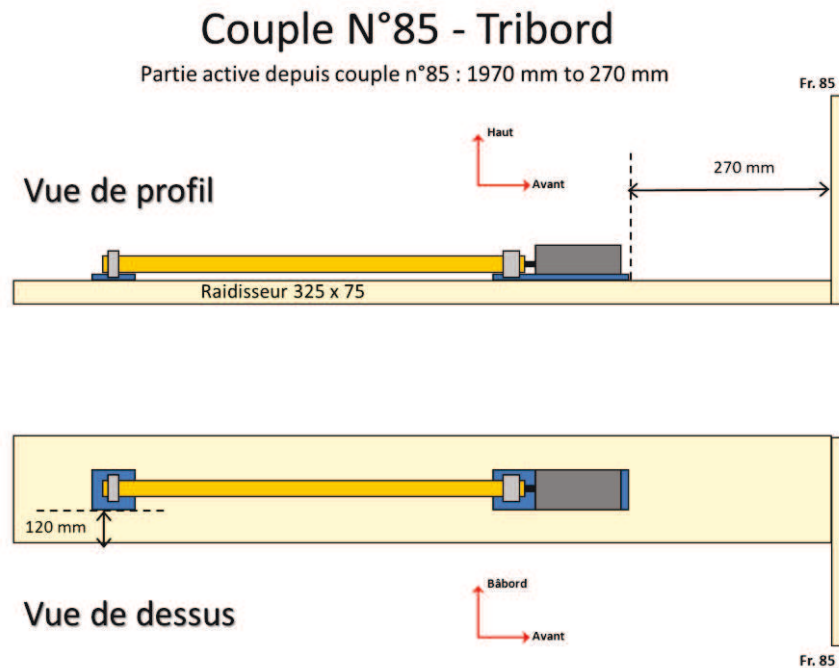 Couple N°85 - Tribord
Partie active depuis couple n°85 : 1970 mm to 270 mm
Fr. 85
Haut
Avant
270 mm
Vue de profil
Raidisseur 325 x 75
120 mm
Bâbord
Avant
Vue de dessus
Fr. 85